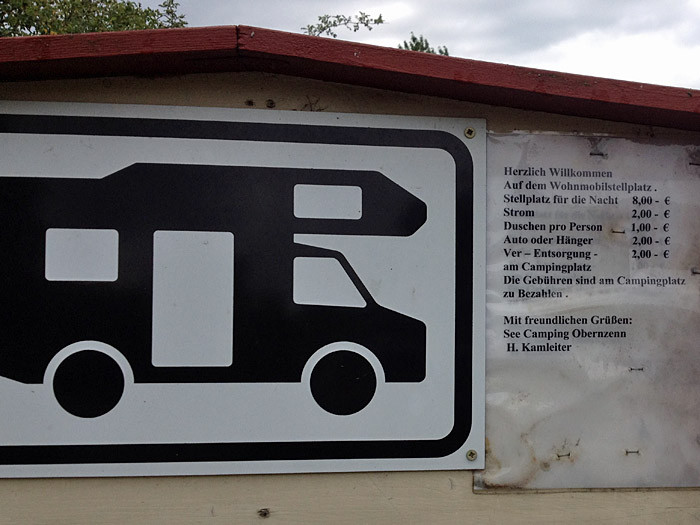 Herzlich Willkommen
Auf dem Wohnmobilstellplatz .
Stellplatz für die Nacht 8,00 - €
Strom 2,00 - €
Duschen pro Person 1,00 - €
Auto oder Hänger 2,00 - €
Ver – Entsorgung - 2,00 - €
am Campingplatz
Die Gebühren sind am Campingplatz
zu Bezahlen .
Mit freundlichen Grüßen:
See Camping Obernzenn
H. Kamleiter